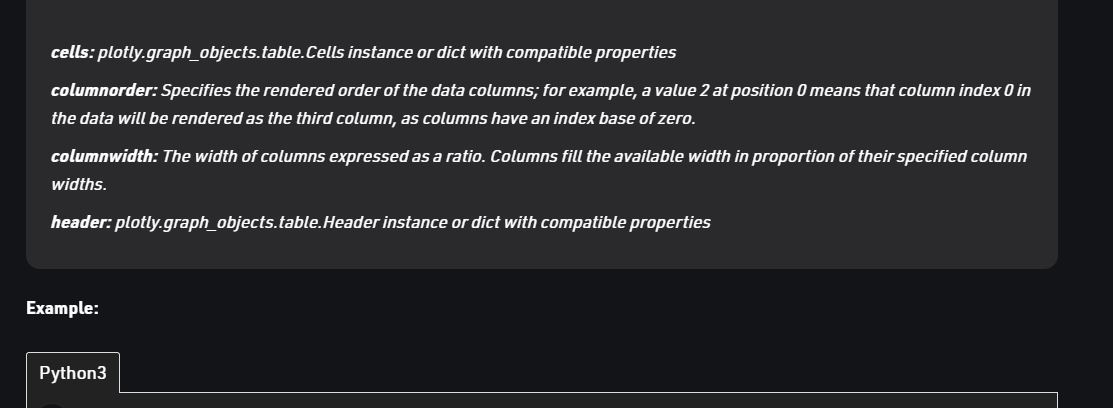 cells: plotly.graph_objects.table.Cells instance or dict with compatible properties
columnorder: Specifies the rendered order of the data columns; for example, a value 2 at position 0 means that column index 0 in
the data will be rendered as the third column, as columns have an index base of zero.
columnwidth: The width of columns expressed as a ratio. Columns fill the available width in proportion of their specified column
widths.
header: plotly.graph_objects.table.Header instance or dict with compatible properties
Example:
Python3